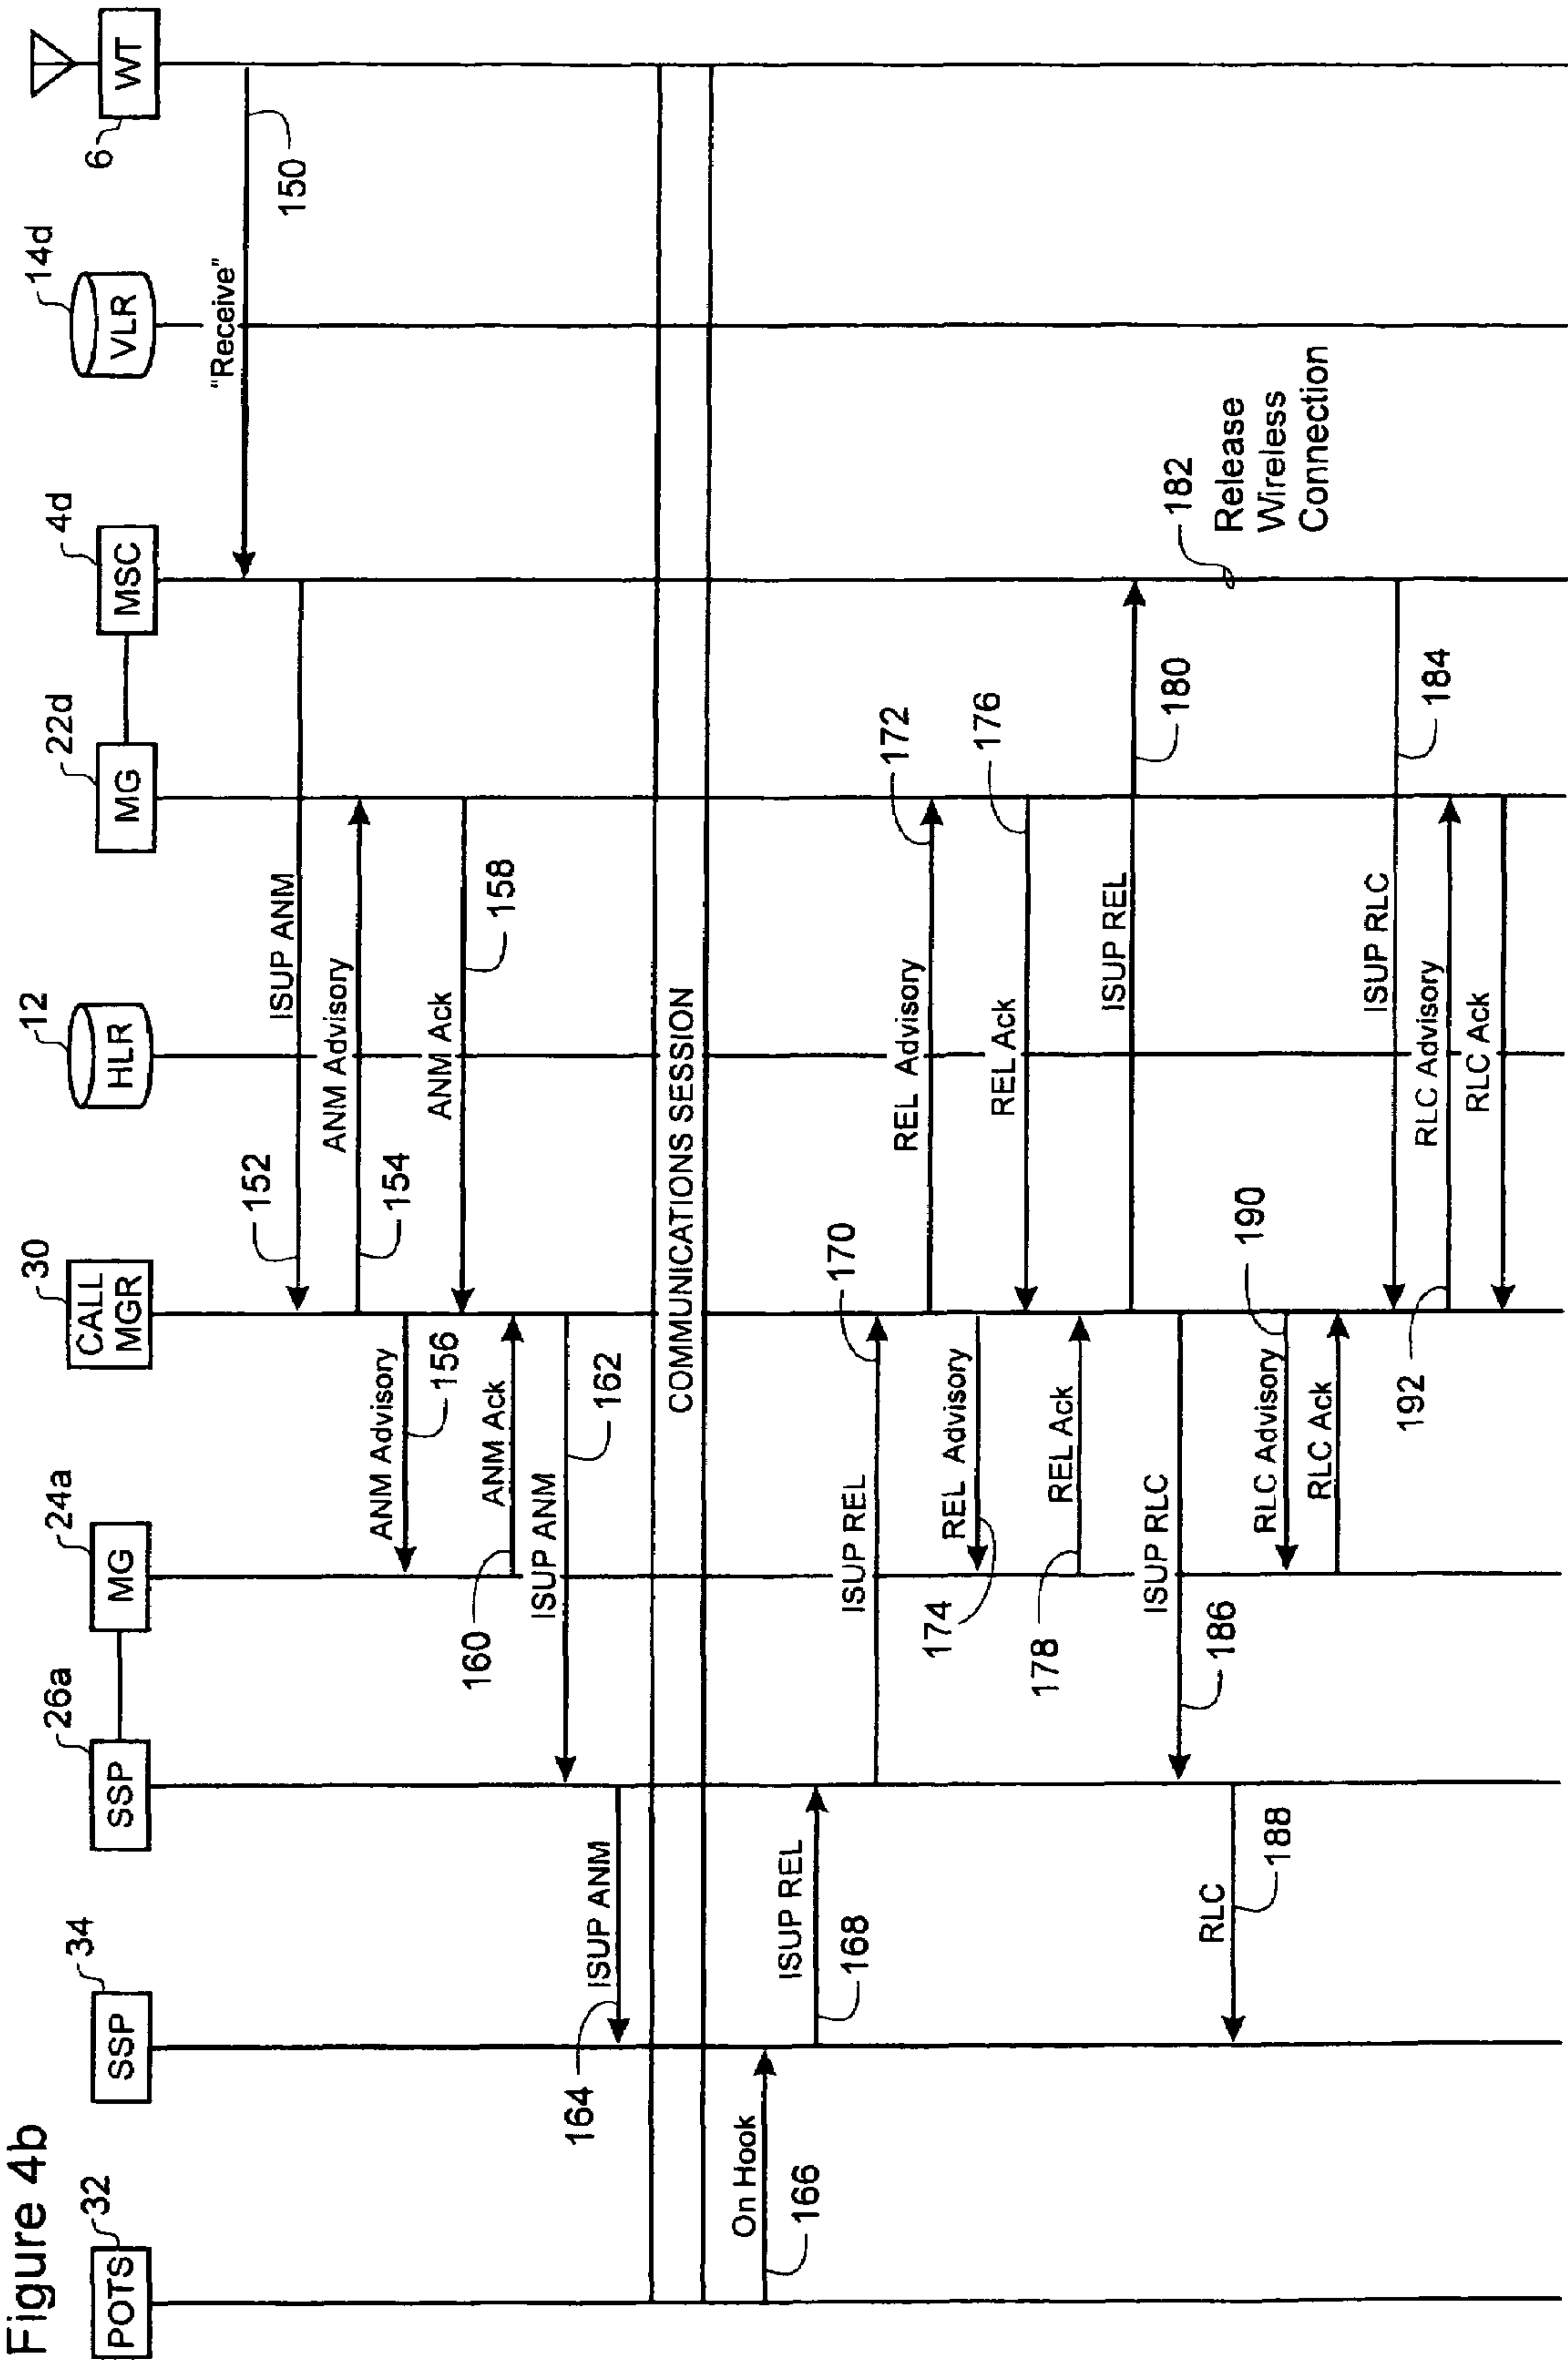 Figure 4b
POTS
32
SSP
34
SSP
26a
MG
24a
CALL
MGR
30
HLR
12
MG
22d
MSC
4d
VLR
14d
WT
6
"Receive"
150
ISUP ANM
152
ANM Advisory
154
ANM Advisory
156
ANM Ack
158
ANM Ack
160
ISUP ANM
162
ISUP ANM
164
COMMUNICATIONS SESSION
On Hook
166
ISUP REL
168
ISUP REL
170
REL Advisory
172
REL Advisory
174
REL Ack
176
REL Ack
178
ISUP REL
180
182
Release
Wireless
Connection
ISUP RLC
186
RLC
188
RLC Advisory
190
RLC Ack
ISUP RLC
184
RLC Advisory
192
RLC Ack